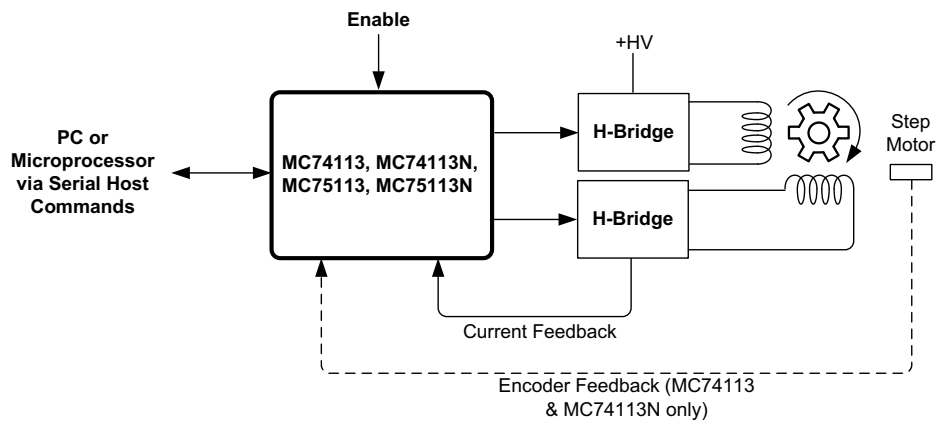 Enable
+HV
PC or
Microprocessor
via Serial Host
Commands
MC74113, MC74113N,
MC75113, MC75113N
H-Bridge
H-Bridge
Step
Motor
Current Feedback
Encoder Feedback (MC74113
& MC74113N only)